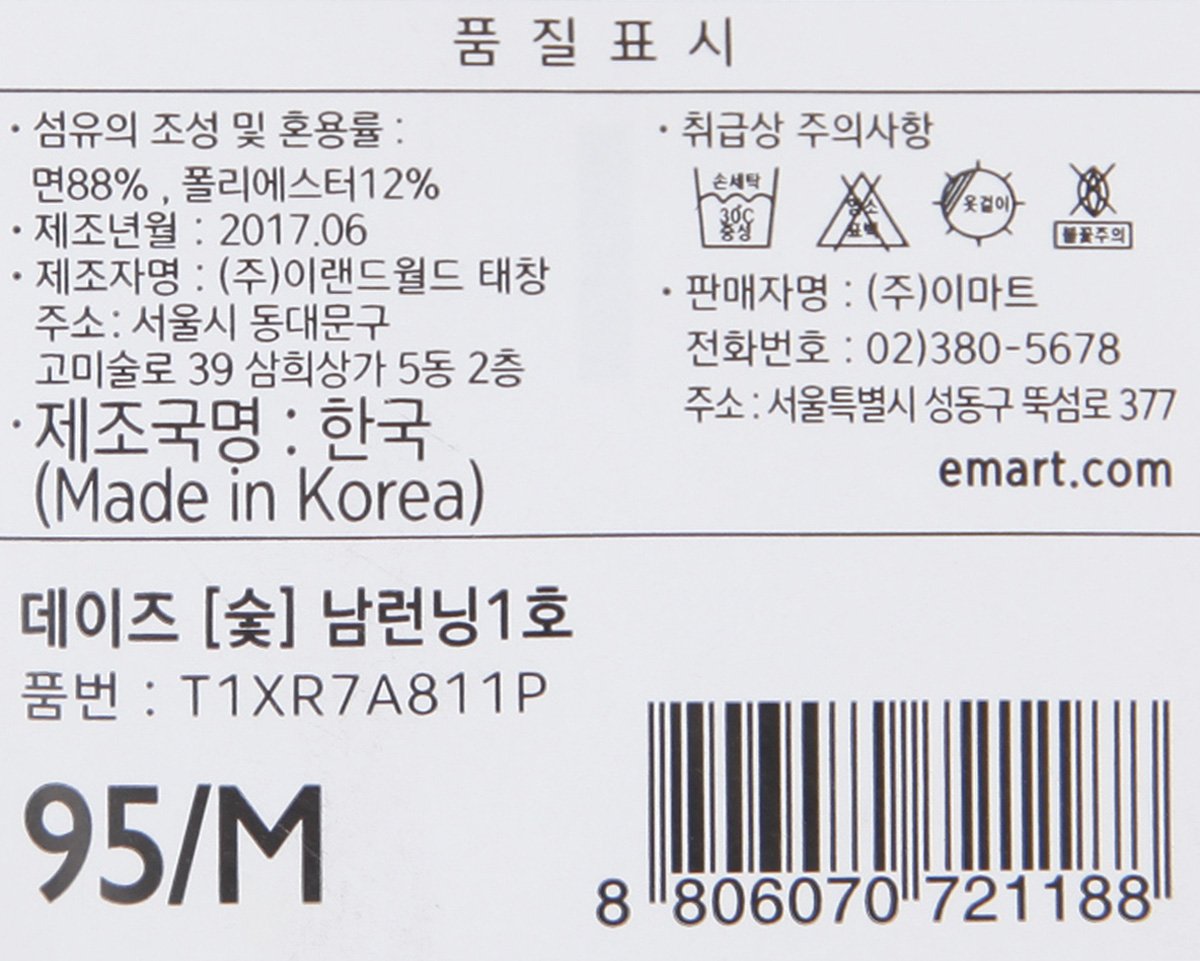 품 질 표 시
· 섬유의 조성 및 혼용률 :
면88% , 폴리에스터12%
· 제조년월 : 2017.06
· 제조자명 : (주)이랜드월드 태창
주소 : 서울시 동대문구
고미술로 39 삼희상가 5동 2층
· 제조국명 : 한국
(Made in Korea)
· 취급상 주의사항
손세탁
30C
중성
염소
표백
옷걸이
불꽃주의
· 판매자명 : (주)이마트
전화번호 : 02)380-5678
주소 : 서울특별시 성동구 뚝섬로 377
emart.com
데이즈 [숯] 남런닝1호
품번 : T1XR7A811P
95/M
8 806070 721188